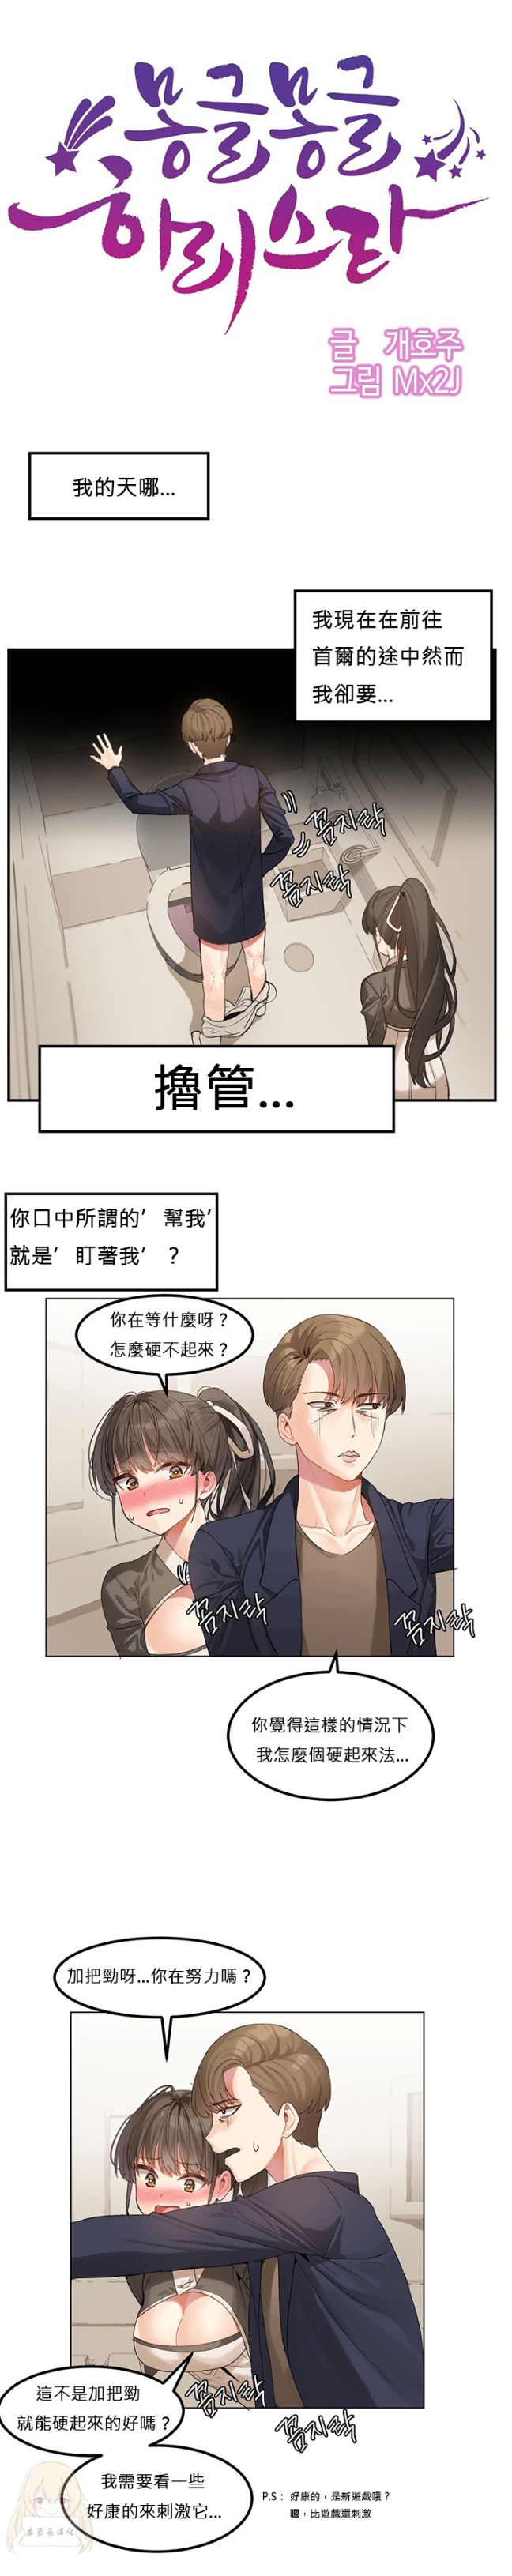 몽글몽글
하리스타
글 개호주
그림 Mx2J
我的天哪...
我現在在前往
首爾的途中然而
我卻要...
꼼지락
꼼지락
擼管...
你口中所謂的' 幫我'
就是' 盯著我' ?
你在等什麼呀?
怎麼硬不起來?
꼼지락
꼼지락
你覺得這樣的情況下
我怎麼個硬起來法...
加把勁呀...你在努力嗎?
這不是加把勁
就能硬起來的好嗎?
꼼지락
꼼지락
我需要看一些
好康的來刺激它...
P.S: 好康的,是新遊戲哦?
嗯,比遊戲還刺激